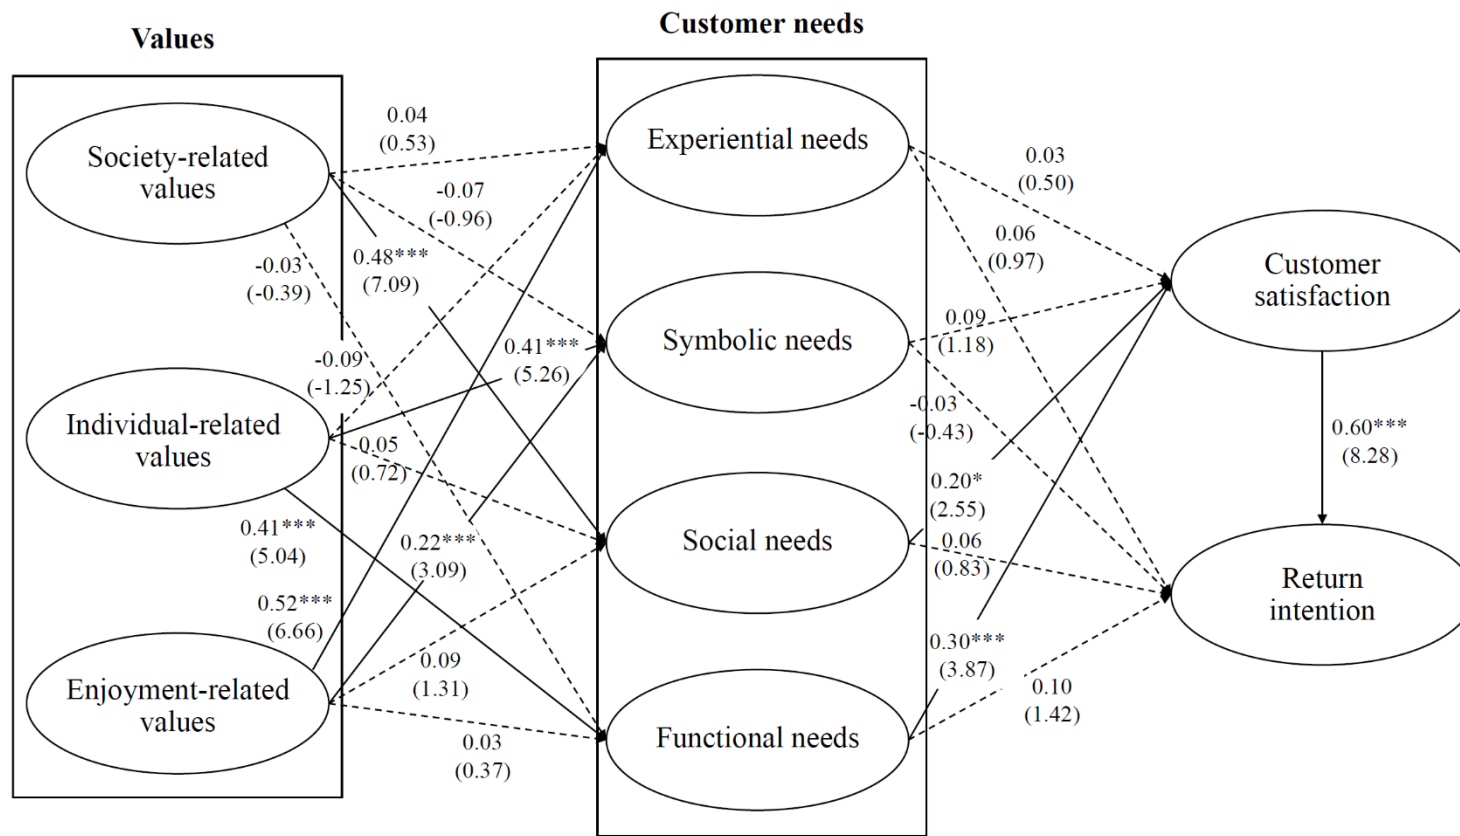 Values
Customer needs
Society-related
values
Individual-related
values
Enjoyment-related
values
0.04
(0.53)
-0.07
(-0.96)
0.48***
(7.09)
-0.03
(-0.39)
-0.09
(-1.25)
0.41***
(5.26)
0.05
(0.72)
0.41***
(5.04)
0.22***
(3.09)
0.52***
(6.66)
0.09
(1.31)
0.03
(0.37)
Experiential needs
Symbolic needs
Social needs
Functional needs
0.03
(0.50)
0.06
(0.97)
0.09
(1.18)
-0.03
(-0.43)
0.20*
(2.55)
0.06
(0.83)
0.30***
(3.87)
0.10
(1.42)
Customer
satisfaction
0.60***
(8.28)
Return
intention